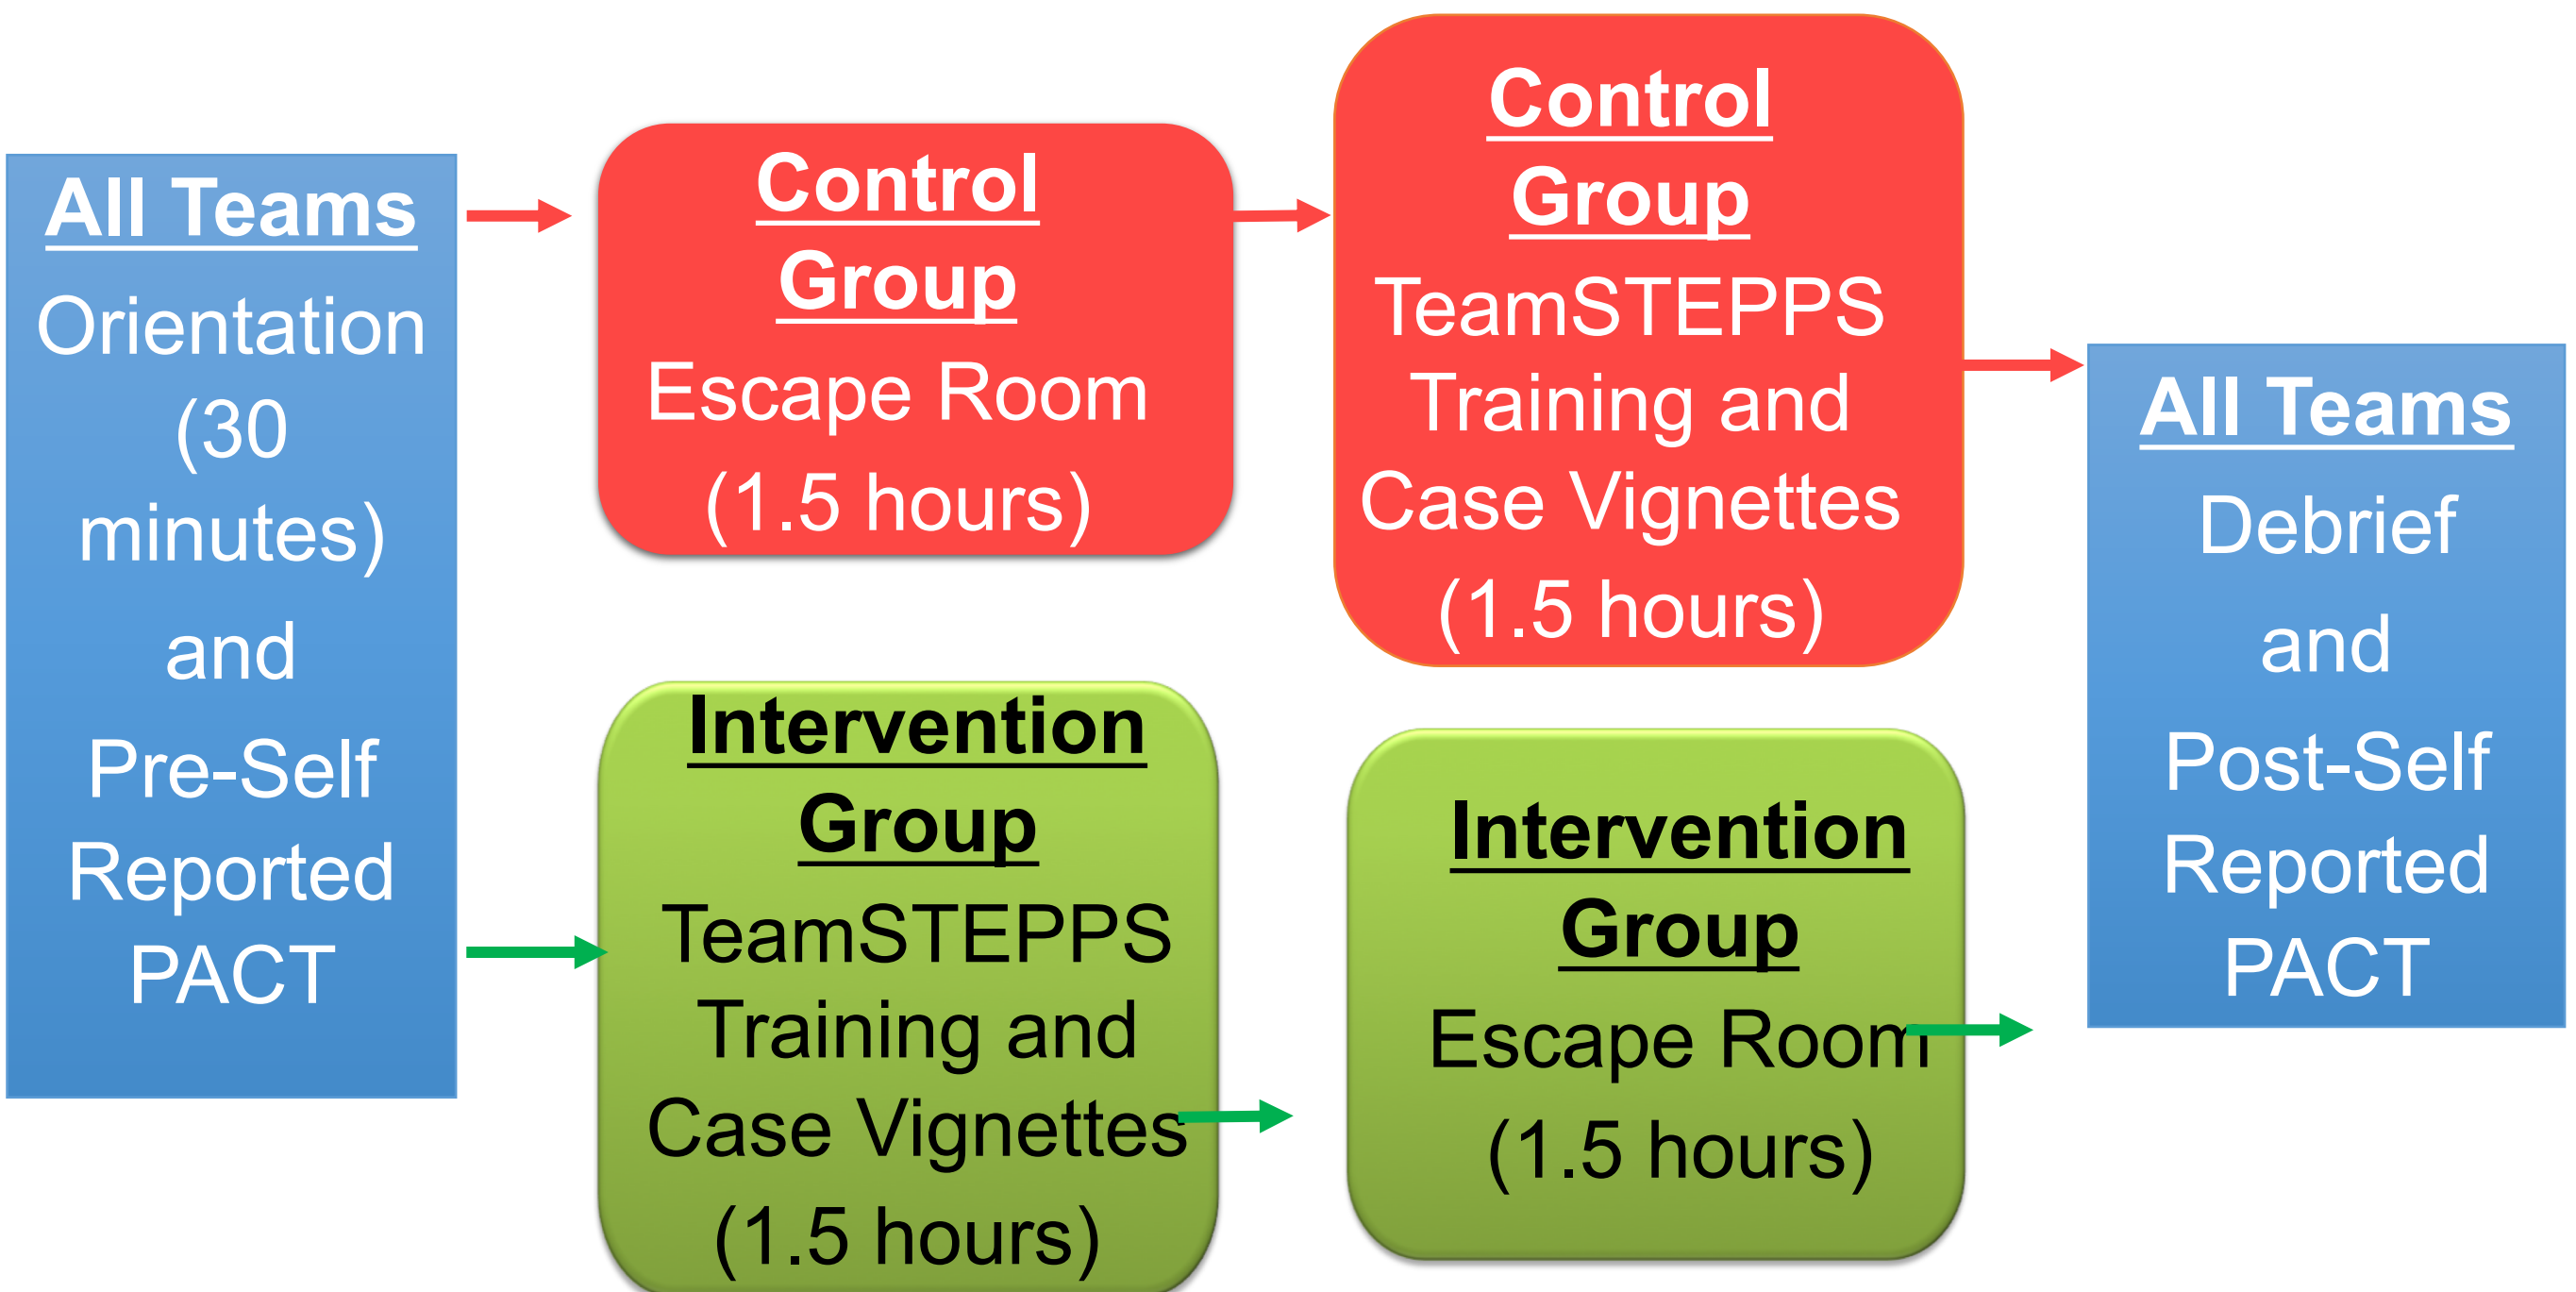 All Teams
Orientation
(30
minutes)
and
Pre-Self
Reported
PACT
Control
Group
Escape Room
(1.5 hours)
Control
Group
TeamSTEPPS
Training and
Case Vignettes
(1.5 hours)
Intervention
Group
TeamSTEPPS
Training and
Case Vignettes
(1.5 hours)
Intervention
Group
Escape Room
(1.5 hours)
All Teams
Debrief
and
Post-Self
Reported
PACT